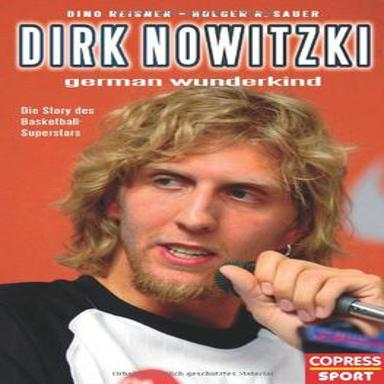 DINO REISNER - HOLGER R. SAUER
DIRK NOWITZKI
german wunderkind
Die Story des
Basketball-
Superstars
COPRESS
SPORT